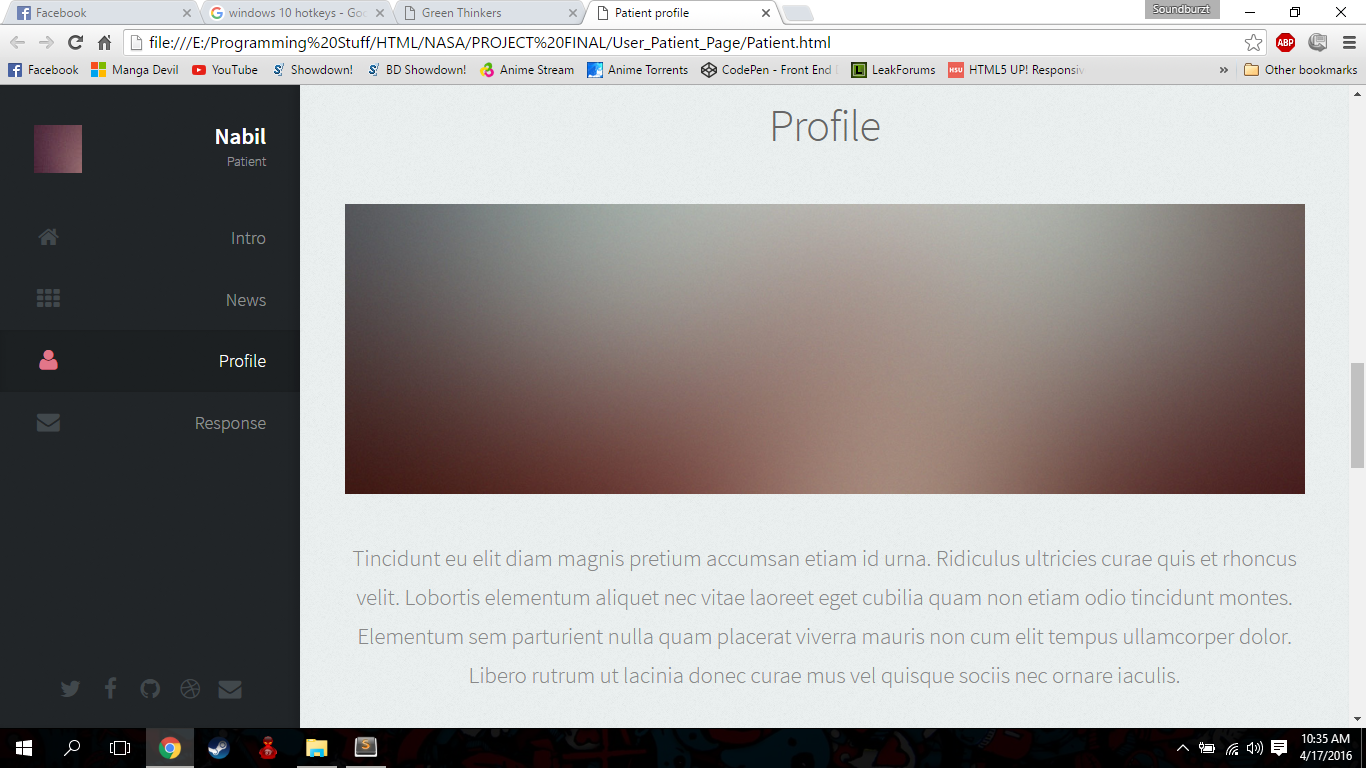 Facebook
windows 10 hotkeys - Goo
Green Thinkers
Patient profile
Soundburzt
file:///E:/Programming%20Stuff/HTML/NASA/PROJECT%20FINAL/User_Patient_Page/Patient.html
ABP
Facebook
Manga Devil
YouTube
Showdown!
BD Showdown!
Anime Stream
Anime Torrents
CodePen - Front End
LeakForums
HTML5 UP! Responsiv
»
Other bookmarks
Nabil
Patient
Intro
News
Profile
Response
Profile
Tincidunt eu elit diam magnis pretium accumsan etiam id urna. Ridiculus ultricies curae quis et rhoncus
velit. Lobortis elementum aliquet nec vitae laoreet eget cubilia quam non etiam odio tincidunt montes.
Elementum sem parturient nulla quam placerat viverra mauris non cum elit tempus ullamcorper dolor.
Libero rutrum ut lacinia donec curae mus vel quisque sociis nec ornare iaculis.
10:35 AM
4/17/2016